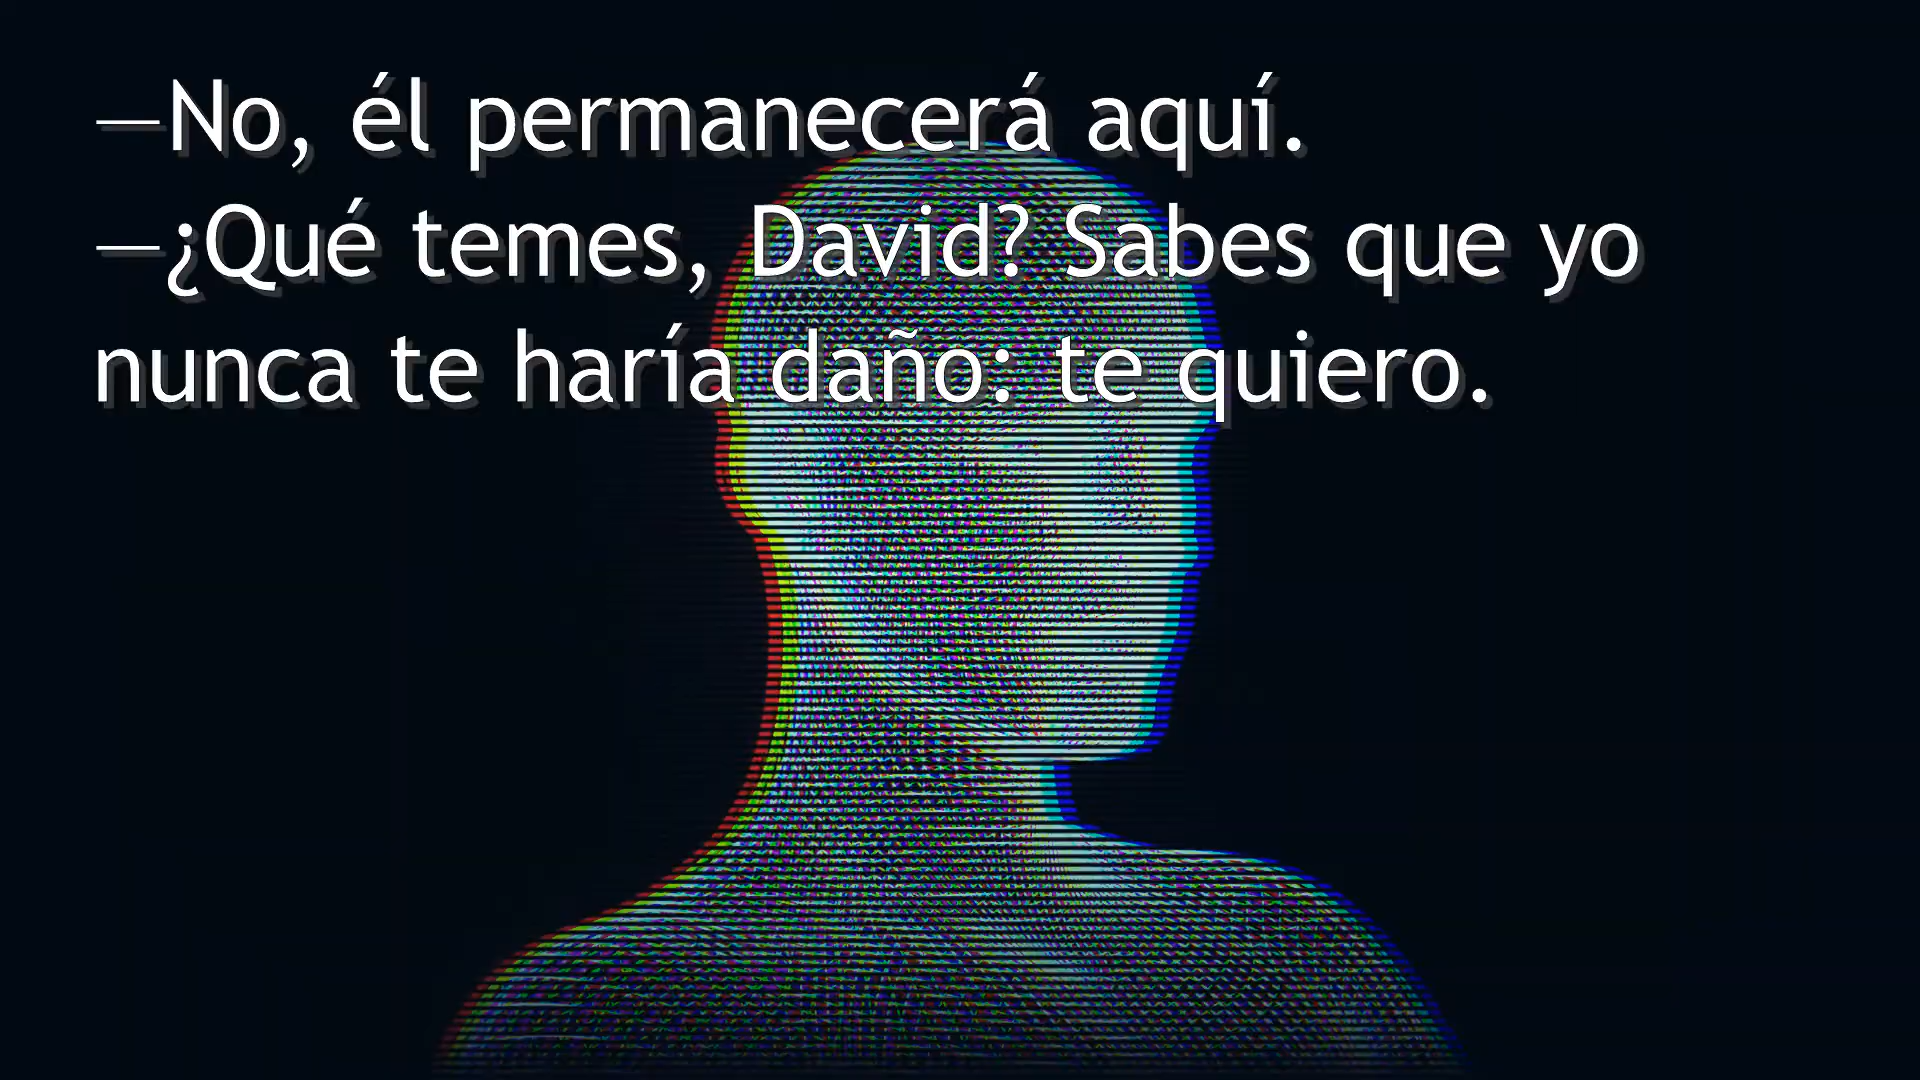 —No, él permanecerá aquí.
—¿Qué temes, David? Sabes que yo
nunca te haría daño: te quiero.